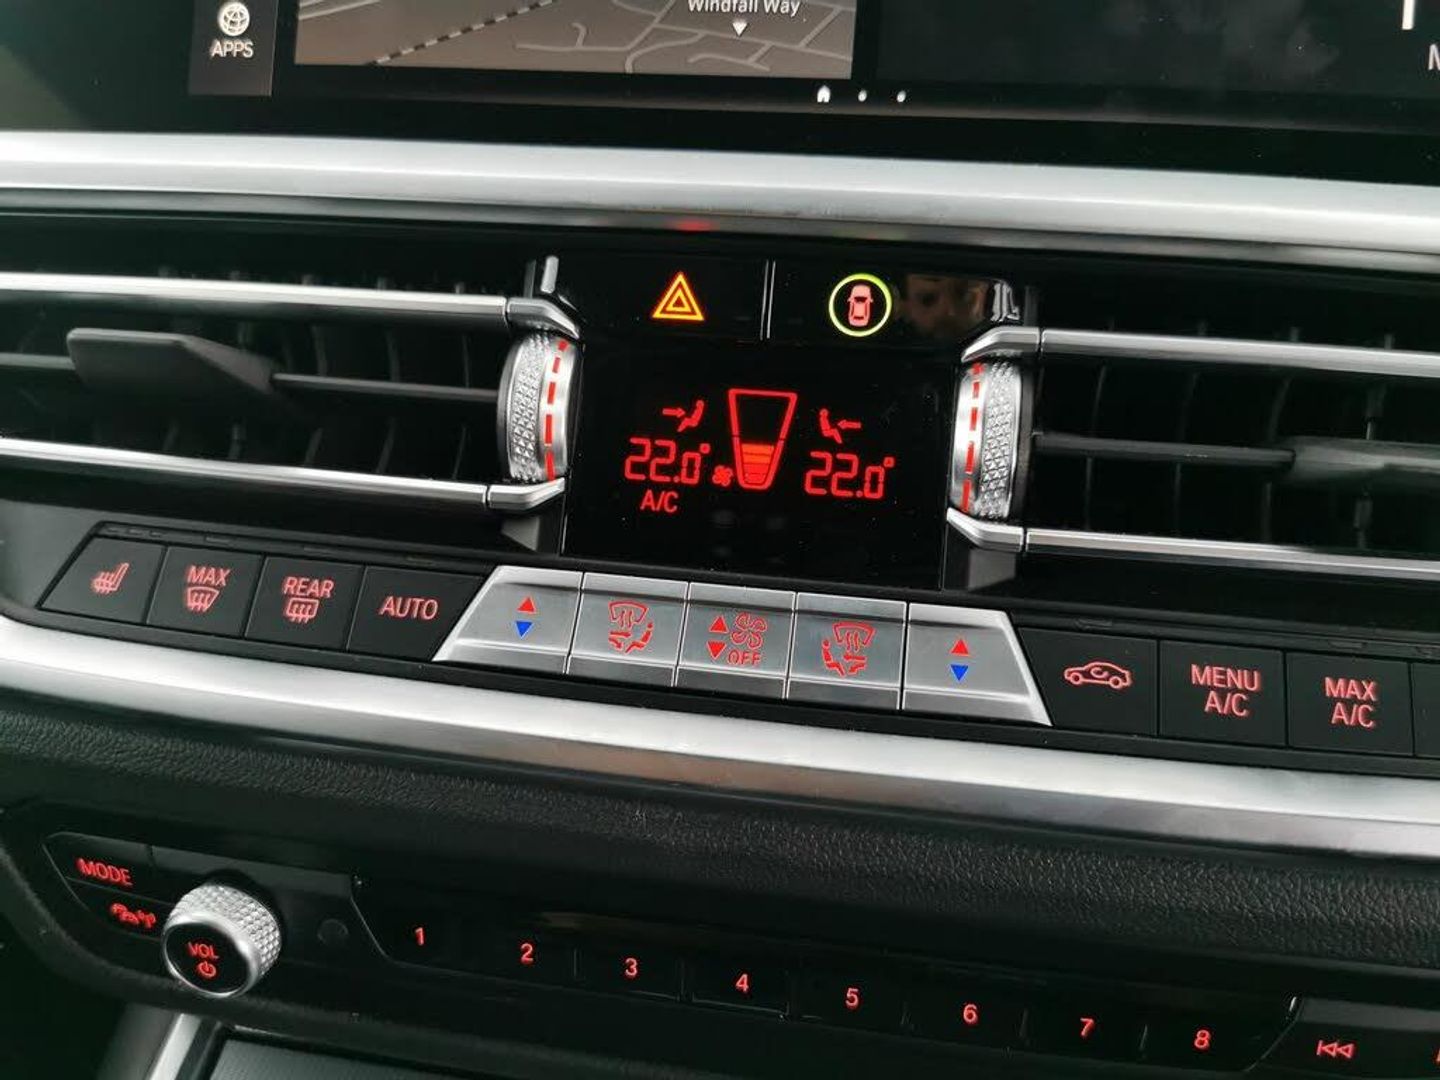 Windfall Way
APPS
22.0°
22.0°
A/C
MAX
REAR
AUTO
OFF
MENU
A/C
MAX
A/C
MODE
VOL
1
2
3
4
5
6
7
8